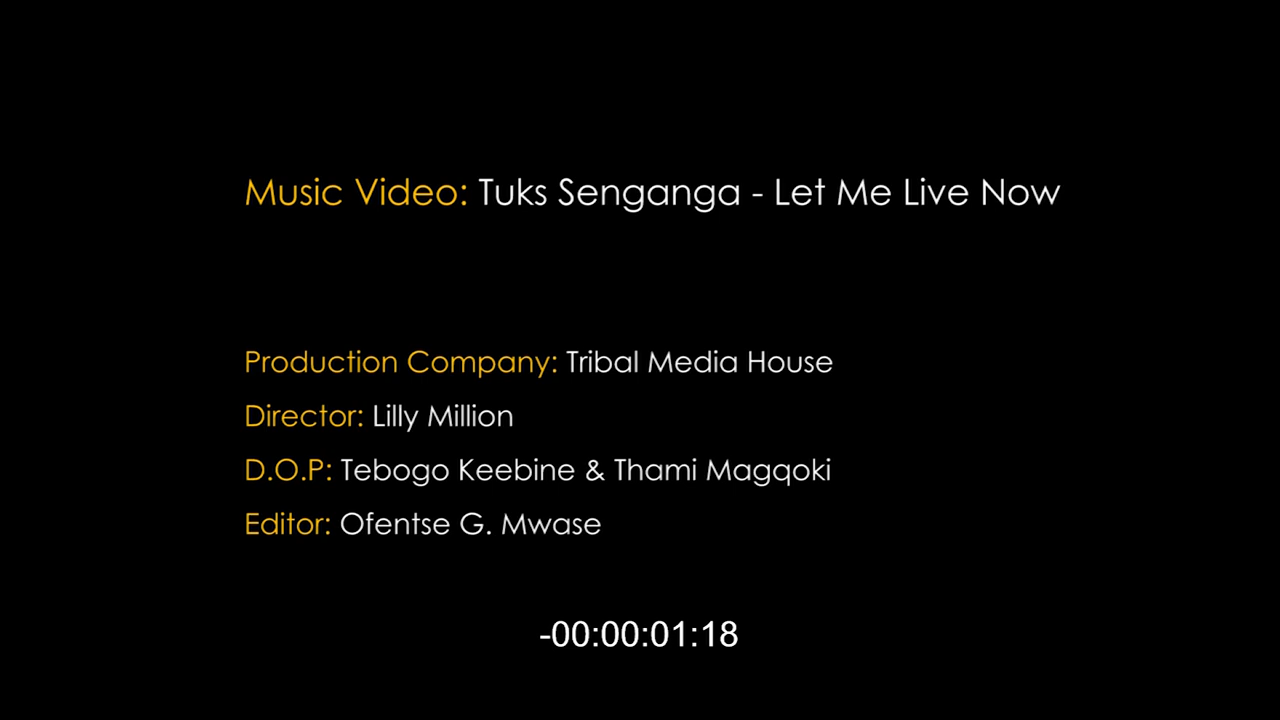 Music Video: Tuks Senganga - Let Me Live Now
Production Company: Tribal Media House
Director: Lilly Million
D.O.P: Tebogo Keebine & Thami Magqoki
Editor: Ofentse G. Mwase
-00:00:01:18